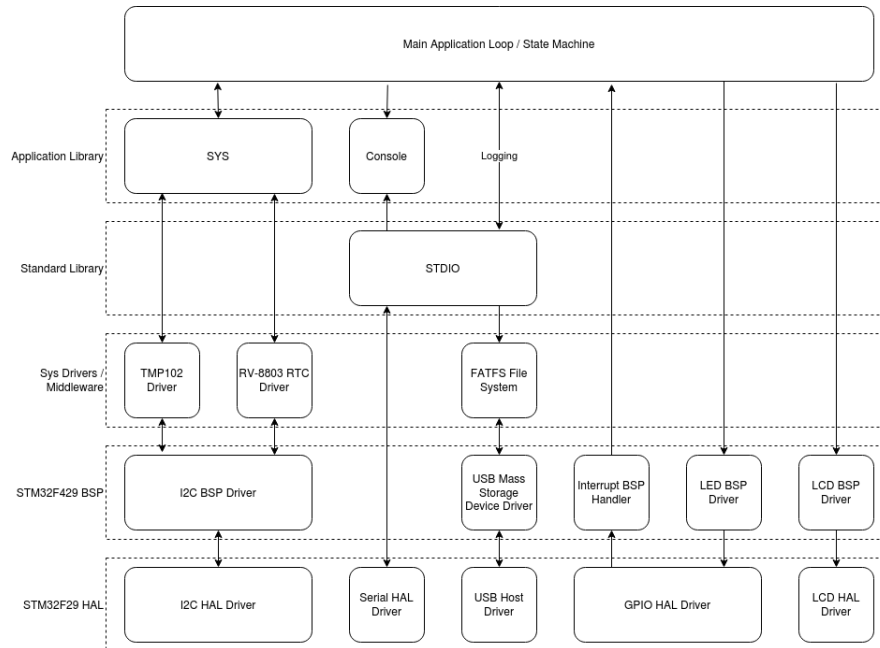 Main Application Loop / State Machine
Application Library
SYS
Console
Logging
Standard Library
STDIO
Sys Drivers /
Middleware
TMP102
Driver
RV-8803 RTC
Driver
FATFS File
System
STM32F429 BSP
I2C BSP Driver
USB Mass
Storage
Device Driver
Interrupt BSP
Handler
LED BSP
Driver
LCD BSP
Driver
STM32F29 HAL
I2C HAL Driver
Serial HAL
Driver
USB Host
Driver
GPIO HAL Driver
LCD HAL
Driver